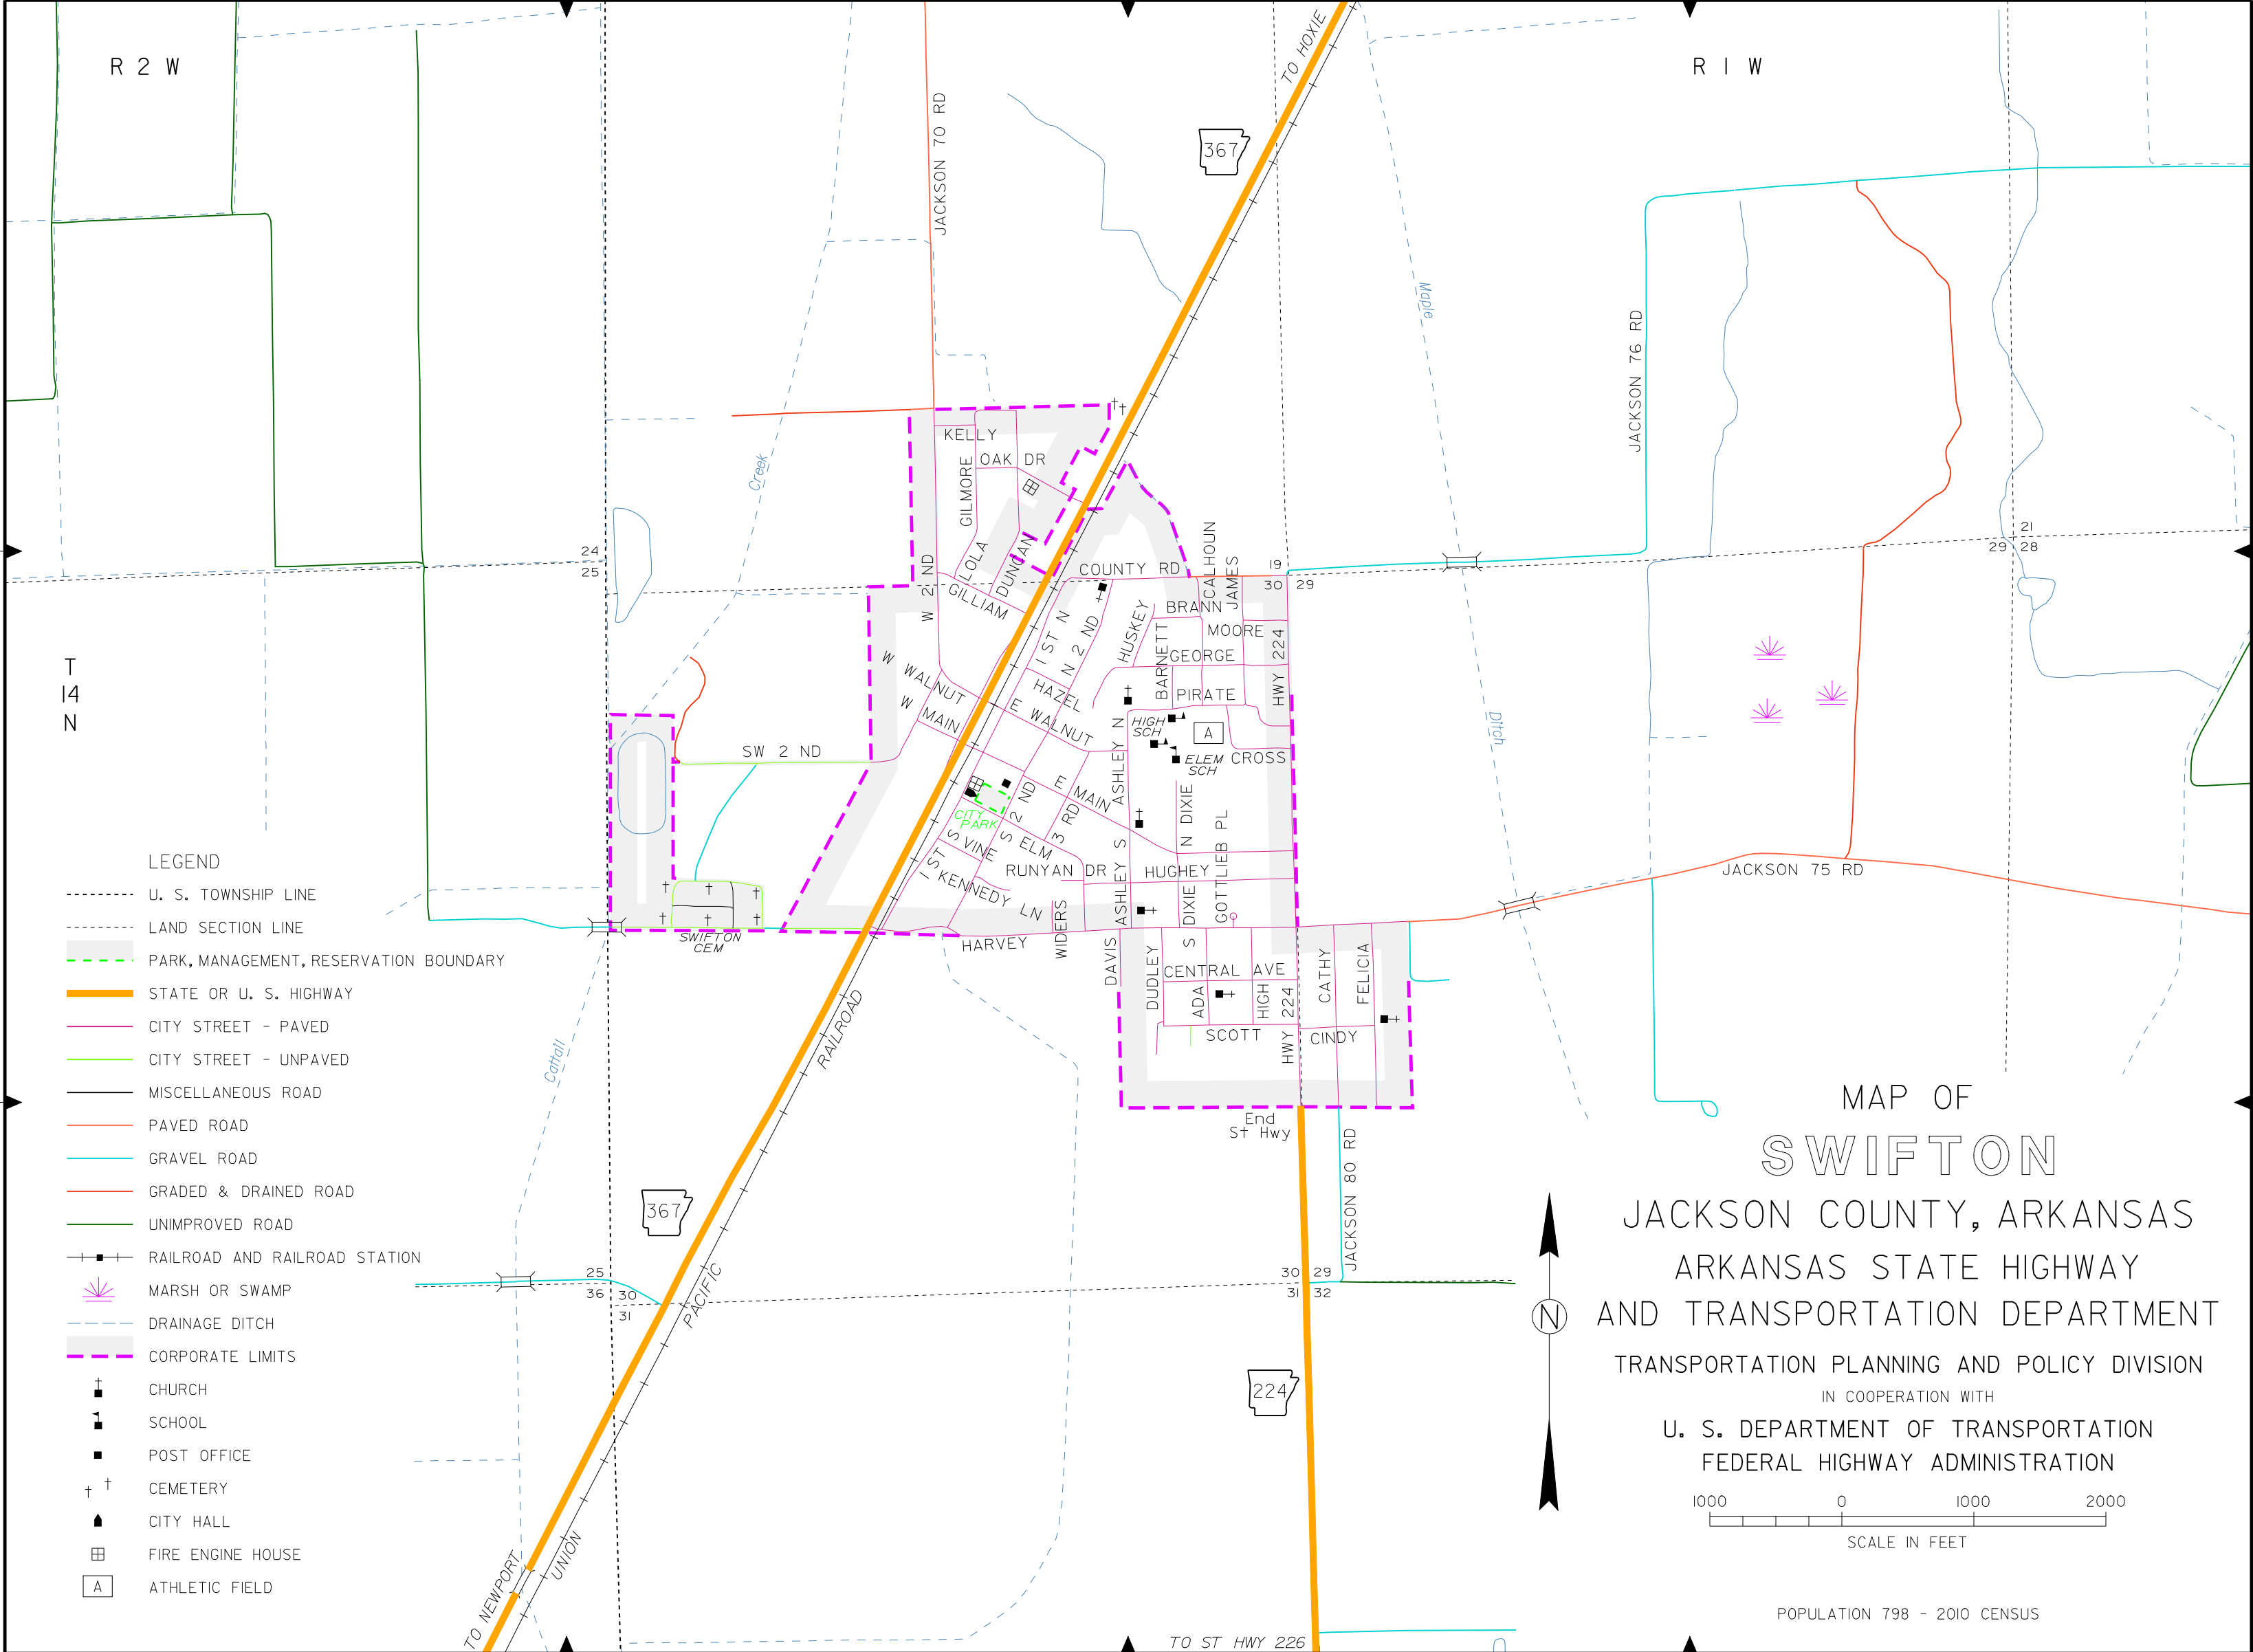 R 2 W
R 1 W
TO HOXIE
367
JACKSON 70 RD
Maple
JACKSON 76 RD
Creek
KELLY
OAK DR
GILMORE
LOLA
DUNCAN
W 2 ND
GILLIAM
COUNTY RD
CALHOUN
JAMES
24
25
19
30 29
21
29 28
BRANN
MOORE
HUSKEY
BARNETT
GEORGE
HWY 224
1 ST N
N 2 ND
HAZEL
PIRATE
T
14
N
W WALNUT
W MAIN
E WALNUT
HIGH
SCH
A
ELEM
SCH
CROSS
Ditch
SW 2 ND
ASHLEY N
E MAIN
CITY
PARK
S 2 ND
3 RD
N DIXIE
GOTTLIEB PL
1 ST S
VINE
ELM
RUNYAN DR
HUGHEY
ASHLEY S
KENNEDY LN
WIDERS
S DIXIE
JACKSON 75 RD
SWIFTON
CEM
HARVEY
DAVIS
DUDLEY
CENTRAL AVE
ADA
HIGH
HWY 224
CATHY
FELICIA
SCOTT
CINDY
Cattail
RAILROAD
End
St Hwy
JACKSON 80 RD
367
PACIFIC
25
36 30
31
30 29
31 32
224
UNION
TO NEWPORT
TO ST HWY 226
LEGEND
U. S. TOWNSHIP LINE
LAND SECTION LINE
PARK, MANAGEMENT, RESERVATION BOUNDARY
STATE OR U. S. HIGHWAY
CITY STREET - PAVED
CITY STREET - UNPAVED
MISCELLANEOUS ROAD
PAVED ROAD
GRAVEL ROAD
GRADED & DRAINED ROAD
UNIMPROVED ROAD
RAILROAD AND RAILROAD STATION
MARSH OR SWAMP
DRAINAGE DITCH
CORPORATE LIMITS
CHURCH
SCHOOL
POST OFFICE
CEMETERY
CITY HALL
FIRE ENGINE HOUSE
A ATHLETIC FIELD
MAP OF
SWIFTON
JACKSON COUNTY, ARKANSAS
ARKANSAS STATE HIGHWAY
AND TRANSPORTATION DEPARTMENT
TRANSPORTATION PLANNING AND POLICY DIVISION
IN COOPERATION WITH
U. S. DEPARTMENT OF TRANSPORTATION
FEDERAL HIGHWAY ADMINISTRATION
N
1000 0 1000 2000
SCALE IN FEET
POPULATION 798 - 2010 CENSUS